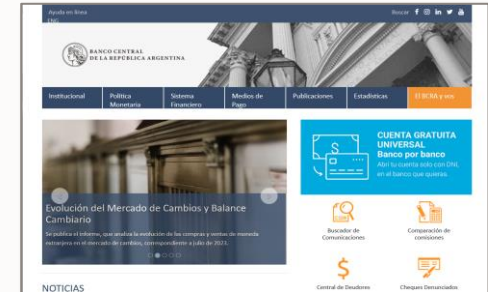 Ayuda en línea
ENG
Buscar
BANCO CENTRAL
DE LA REPÚBLICA ARGENTINA
Institucional
Política
Monetaria
Sistema
Financiero
Medios de
Pago
Publicaciones
Estadísticas
El BCRA y vos
Evolución del Mercado de Cambios y Balance
Cambiario
Se publica el informe, que analiza la evolución de las compras y ventas de moneda
extranjera en el mercado de cambios, correspondiente a julio de 2023.
CUENTA GRATUITA
UNIVERSAL
Banco por banco
Abrí tu cuenta solo con DNI,
en el banco que quieras.
Buscador de
Comunicaciones
Comparación de
comisiones
Central de Deudores
Cheques Denunciados
NOTICIAS